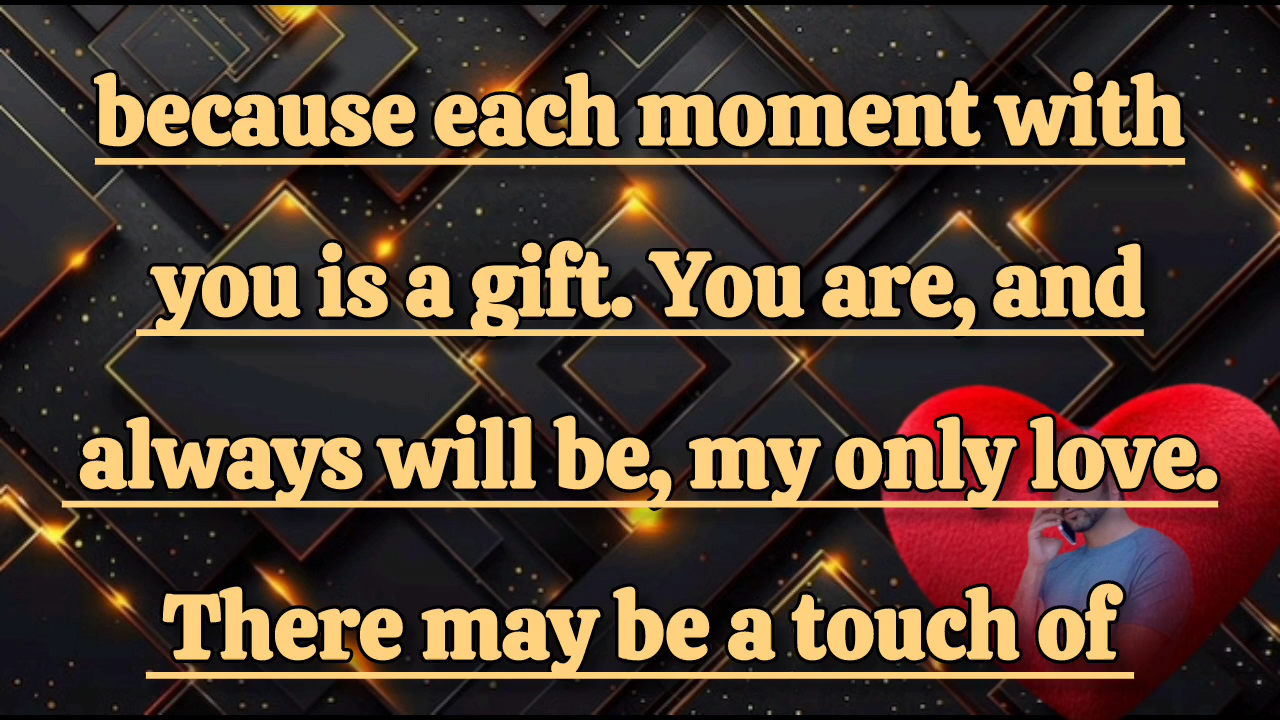 because each moment with
you is a gift. You are, and
always will be, my only love.
There may be a touch of